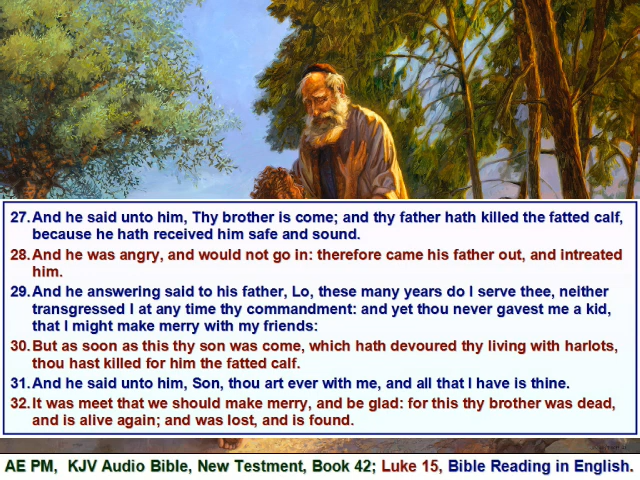 27. And he said unto him, Thy brother is come; and thy father hath killed the fatted calf,
because he hath received him safe and sound.
28. And he was angry, and would not go in: therefore came his father out, and intreated
him.
29. And he answering said to his father, Lo, these many years do I serve thee, neither
transgressed I at any time thy commandment: and yet thou never gavest me a kid,
that I might make merry with my friends:
30. But as soon as this thy son was come, which hath devoured thy living with harlots,
thou hast killed for him the fatted calf.
31. And he said unto him, Son, thou art ever with me, and all that I have is thine.
32. It was meet that we should make merry, and be glad: for this thy brother was dead,
and is alive again; and was lost, and is found.
AE PM, KJV Audio Bible, New Testment, Book 42; Luke 15, Bible Reading in English.